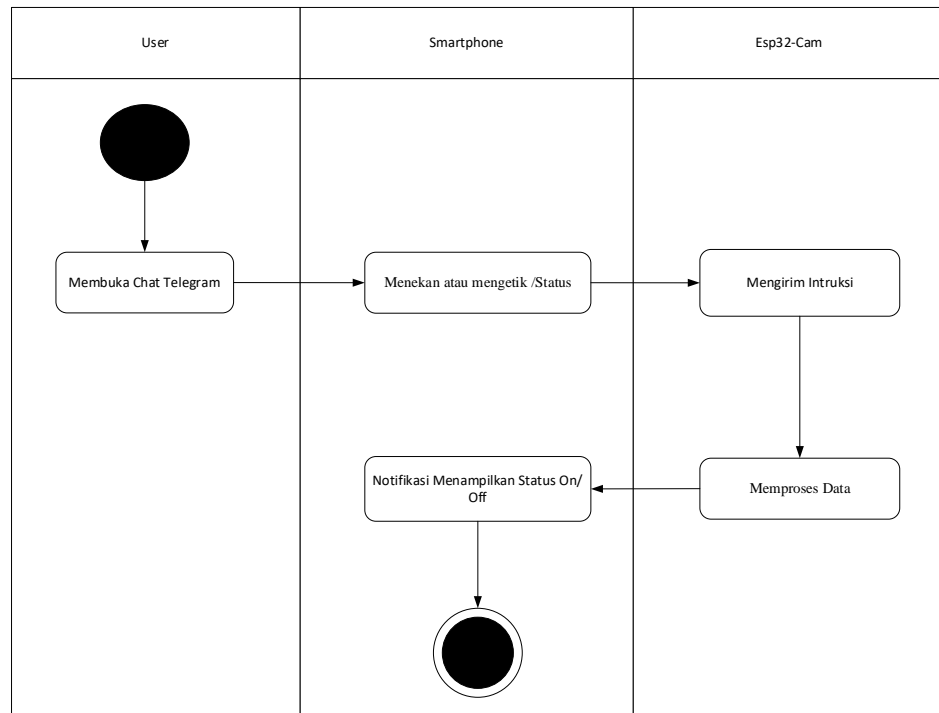 User
Smartphone
Esp32-Cam
Membuka Chat Telegram
Menekan atau mengetik /Status
Mengirim Intruksi
Notifikasi Menampilkan Status On/
Off
Memproses Data